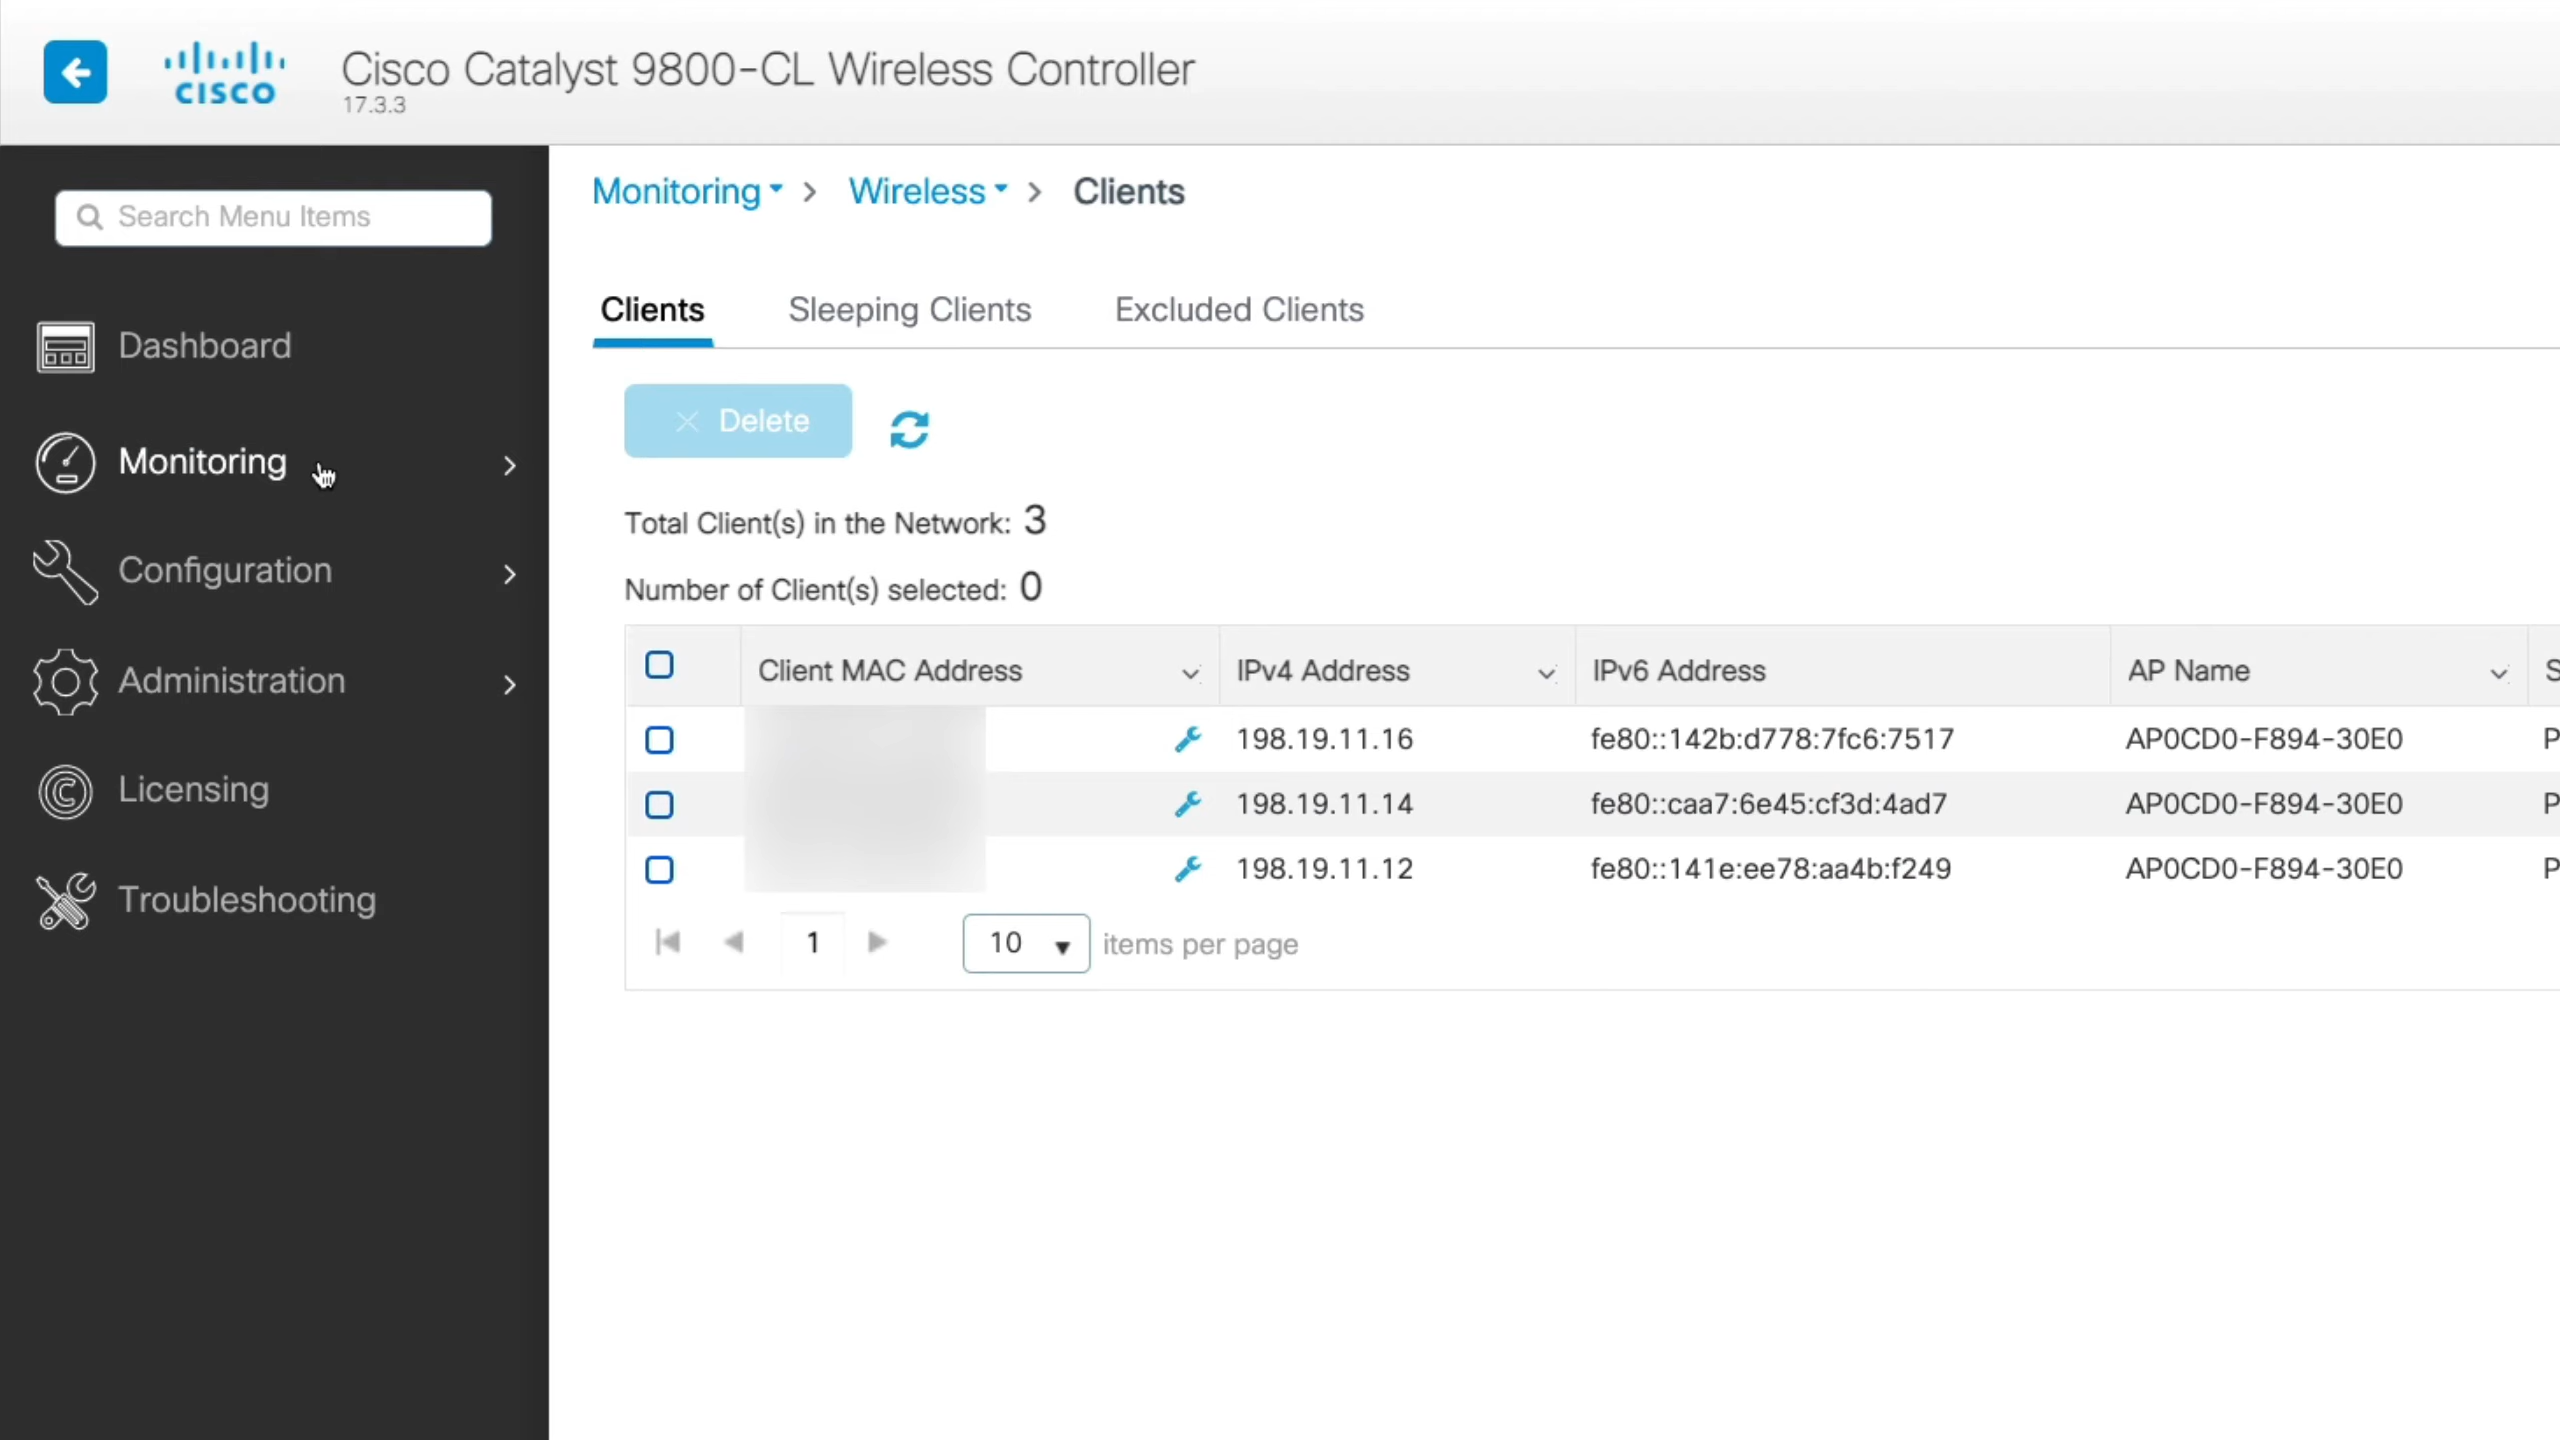 CISCO
Cisco Catalyst 9800-CL Wireless Controller
17.3.3
Search Menu Items
Dashboard
Monitoring
Configuration
Administration
Licensing
Troubleshooting
Monitoring > Wireless > Clients
Clients Sleeping Clients Excluded Clients
Delete
Total Client(s) in the Network: 3
Number of Client(s) selected: 0
Client MAC Address IPv4 Address IPv6 Address AP Name S
198.19.11.16 fe80::142b:d778:7fc6:7517 AP0CD0-F894-30E0 P
198.19.11.14 fe80::caa7:6e45:cf3d:4ad7 AP0CD0-F894-30E0 P
198.19.11.12 fe80::141e:ee78:aa4b:f249 AP0CD0-F894-30E0 P
1 10 items per page